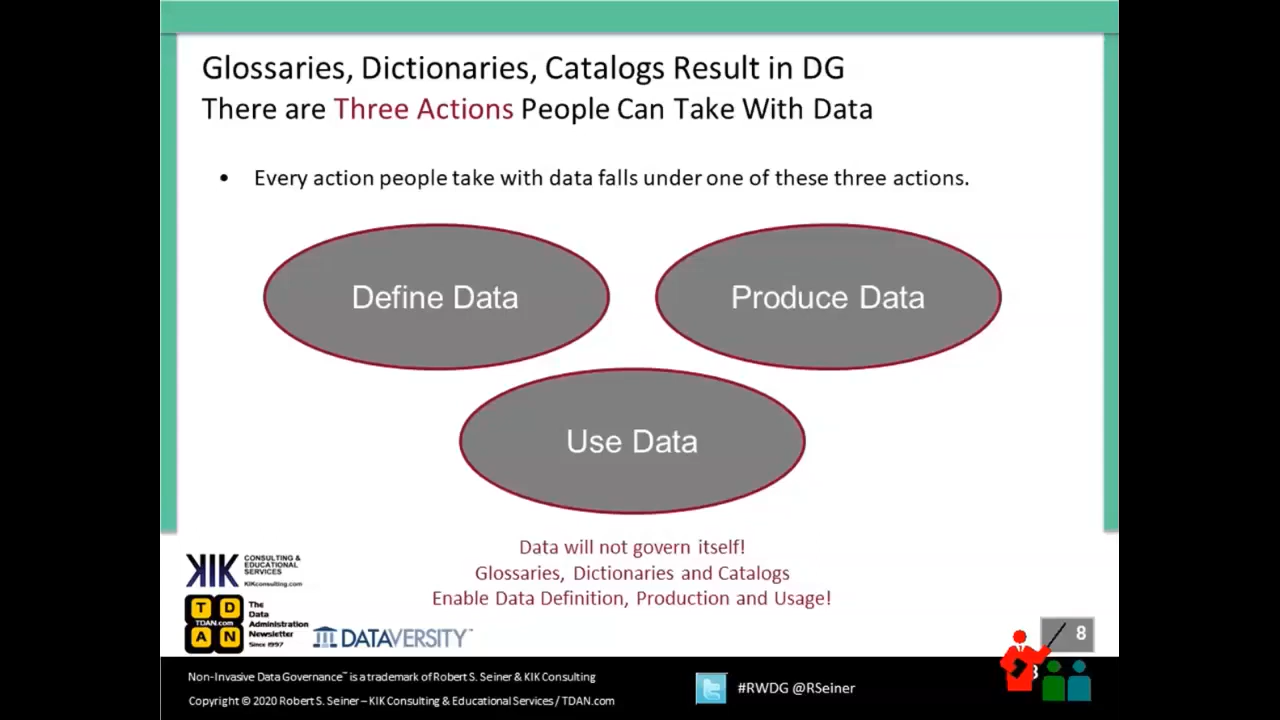 Glossaries, Dictionaries, Catalogs Result in DG
There are Three Actions People Can Take With Data
• Every action people take with data falls under one of these three actions.
Define Data
Produce Data
Use Data
Data will not govern itself!
Glossaries, Dictionaries and Catalogs
Enable Data Definition, Production and Usage!
KIK
CONSULTING &
EDUCATIONAL
SERVICES
KIKconsulting.com
T D
TDAN.com
A N
The
Data
Administration
Newsletter
Since 1997
DATAVERSITY™
8
Non-Invasive Data Governance™ is a trademark of Robert S. Seiner & KIK Consulting
Copyright © 2020 Robert S. Seiner – KIK Consulting & Educational Services / TDAN.com
#RWDG @RSeiner